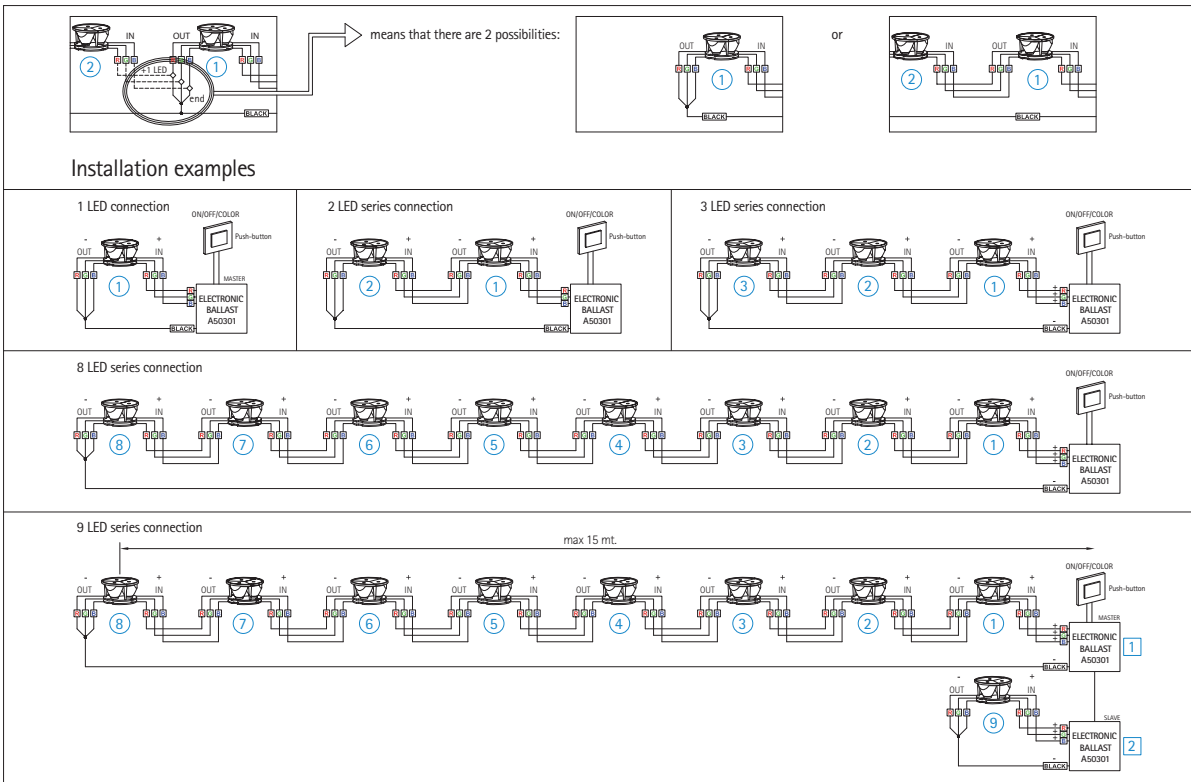 IN OUT IN
R G B R G B
2 +1 LED 1
end
BLACK
means that there are 2 possibilities:
OUT IN
R G B
1
BLACK
or
IN OUT IN
R G B R G B
2 1
BLACK
Installation examples
1 LED connection
ON/OFF/COLOR
Push-button
- +
OUT IN
R G B R G B
1
MASTER
R
G
B
ELECTRONIC
BALLAST
A50301
BLACK
2 LED series connection
ON/OFF/COLOR
Push-button
- +
OUT IN OUT IN
R G B R G B R G B R G B
2 1
R
G
B
ELECTRONIC
BALLAST
A50301
BLACK
3 LED series connection
ON/OFF/COLOR
Push-button
- + - + - +
OUT IN OUT IN OUT IN
R G B R G B R G B R G B R G B R G B
3 2 1
+ R
+ G
+ B
ELECTRONIC
BALLAST
A50301
-
BLACK
8 LED series connection
ON/OFF/COLOR
Push-button
- + - + - + - + - + - + - + - +
OUT IN OUT IN OUT IN OUT IN OUT IN OUT IN OUT IN OUT IN
R G B R G B R G B R G B R G B R G B R G B R G B R G B R G B R G B R G B R G B R G B R G B R G B
8 7 6 5 4 3 2 1
+ R
+ G
+ B
ELECTRONIC
BALLAST
A50301
-
BLACK
9 LED series connection
max 15 mt.
ON/OFF/COLOR
Push-button
- + - + - + - + - + - + - + - +
OUT IN OUT IN OUT IN OUT IN OUT IN OUT IN OUT IN OUT IN
R G B R G B R G B R G B R G B R G B R G B R G B R G B R G B R G B R G B R G B R G B R G B R G B
8 7 6 5 4 3 2 1
MASTER
+ R
+ G
+ B
ELECTRONIC
BALLAST
A50301
1
-
BLACK
- +
OUT IN
R G B R G B
9
SLAVE
+ R
+ G
+ B
ELECTRONIC
BALLAST
A50301
2
-
BLACK